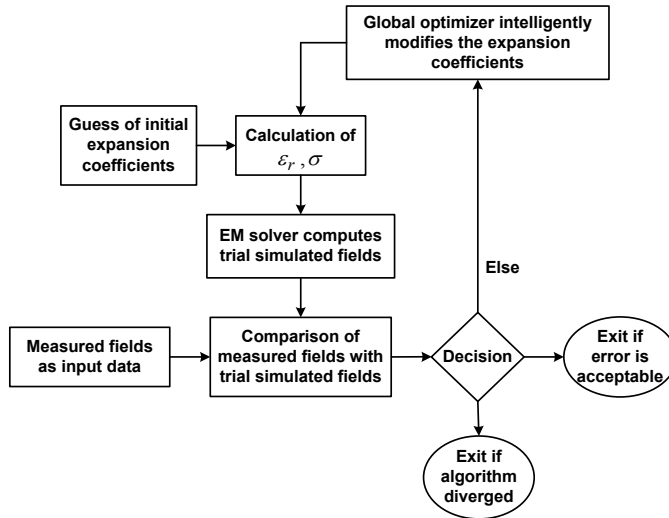 Global optimizer intelligently
modifies the expansion
coefficients
Guess of initial
expansion
coefficients
Calculation of
εr , σ
EM solver computes
trial simulated fields
Else
Measured fields
as input data
Comparison of
measured fields with
trial simulated fields
Decision
Exit if
error is
acceptable
Exit if
algorithm
diverged